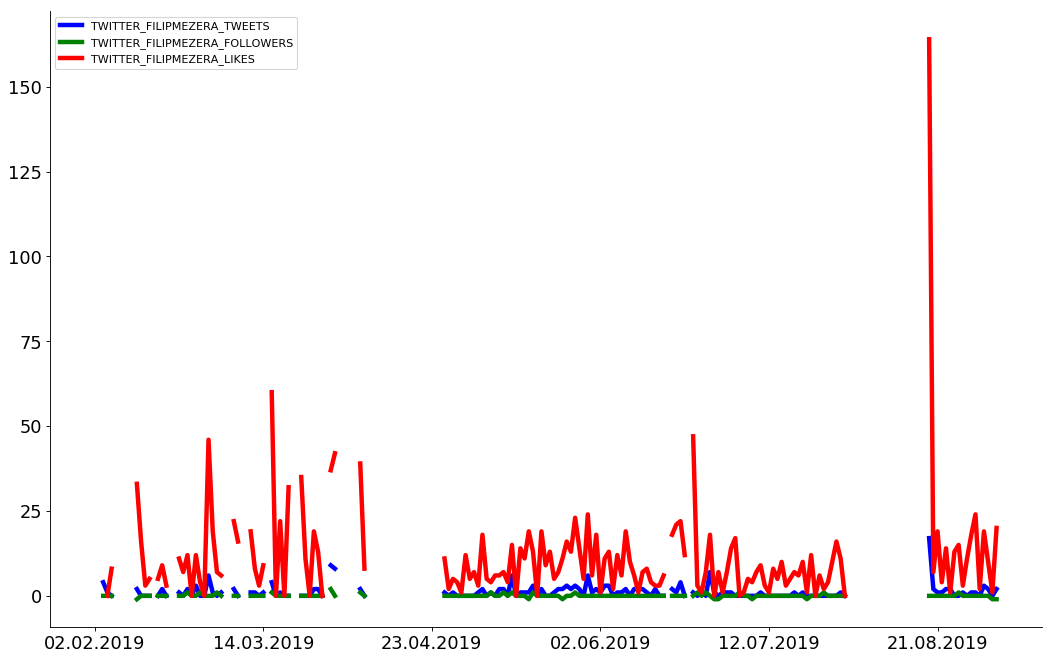 TWITTER_FILIPMEZERA_TWEETS
TWITTER_FILIPMEZERA_FOLLOWERS
TWITTER_FILIPMEZERA_LIKES
150
125
100
75
50
25
0
02.02.2019 14.03.2019 23.04.2019 02.06.2019 12.07.2019 21.08.2019